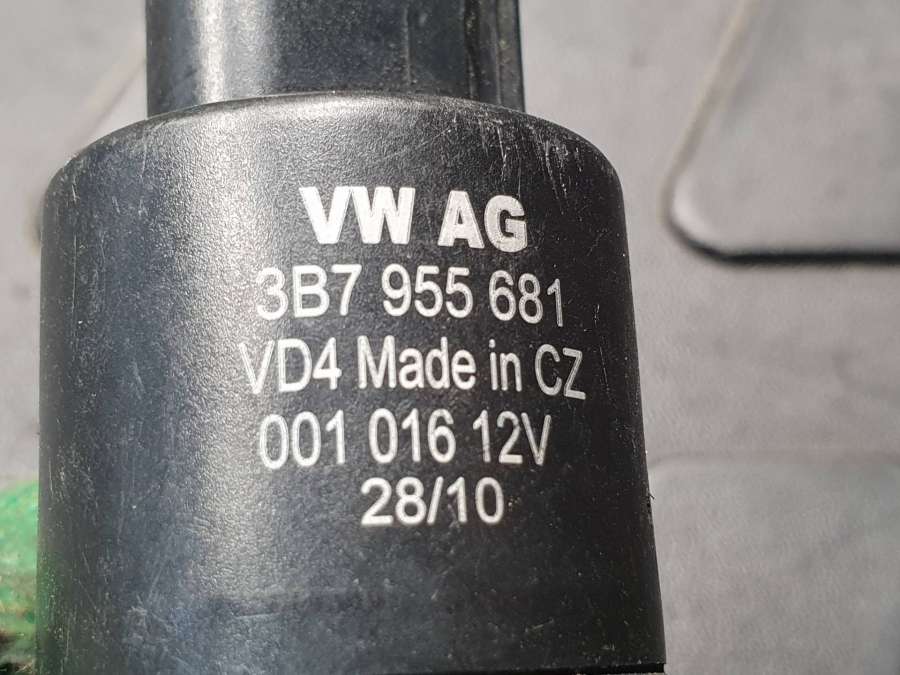 VW AG
3B7 955 681
VD4 Made in CZ
001 016 12V
28/10